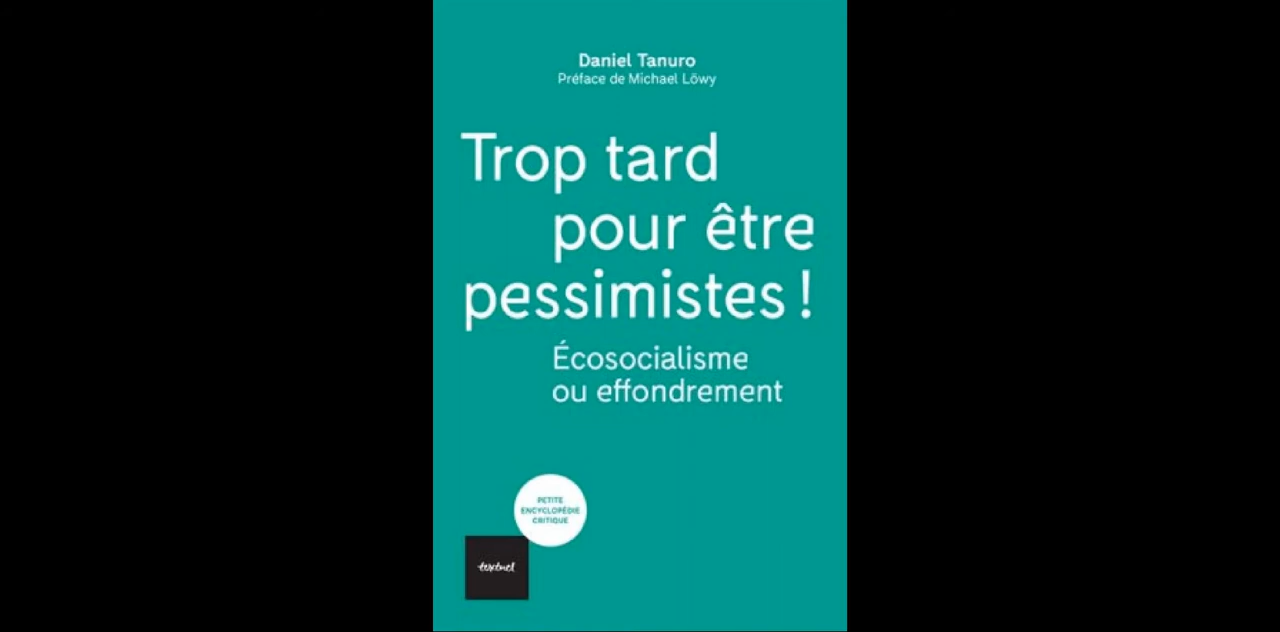 Daniel Tanuro
Préface de Michael Löwy
Trop tard
pour être
pessimistes !
Écosocialisme
ou effondrement
PETITE
ENCYCLOPÉDIE
CRITIQUE
textuel